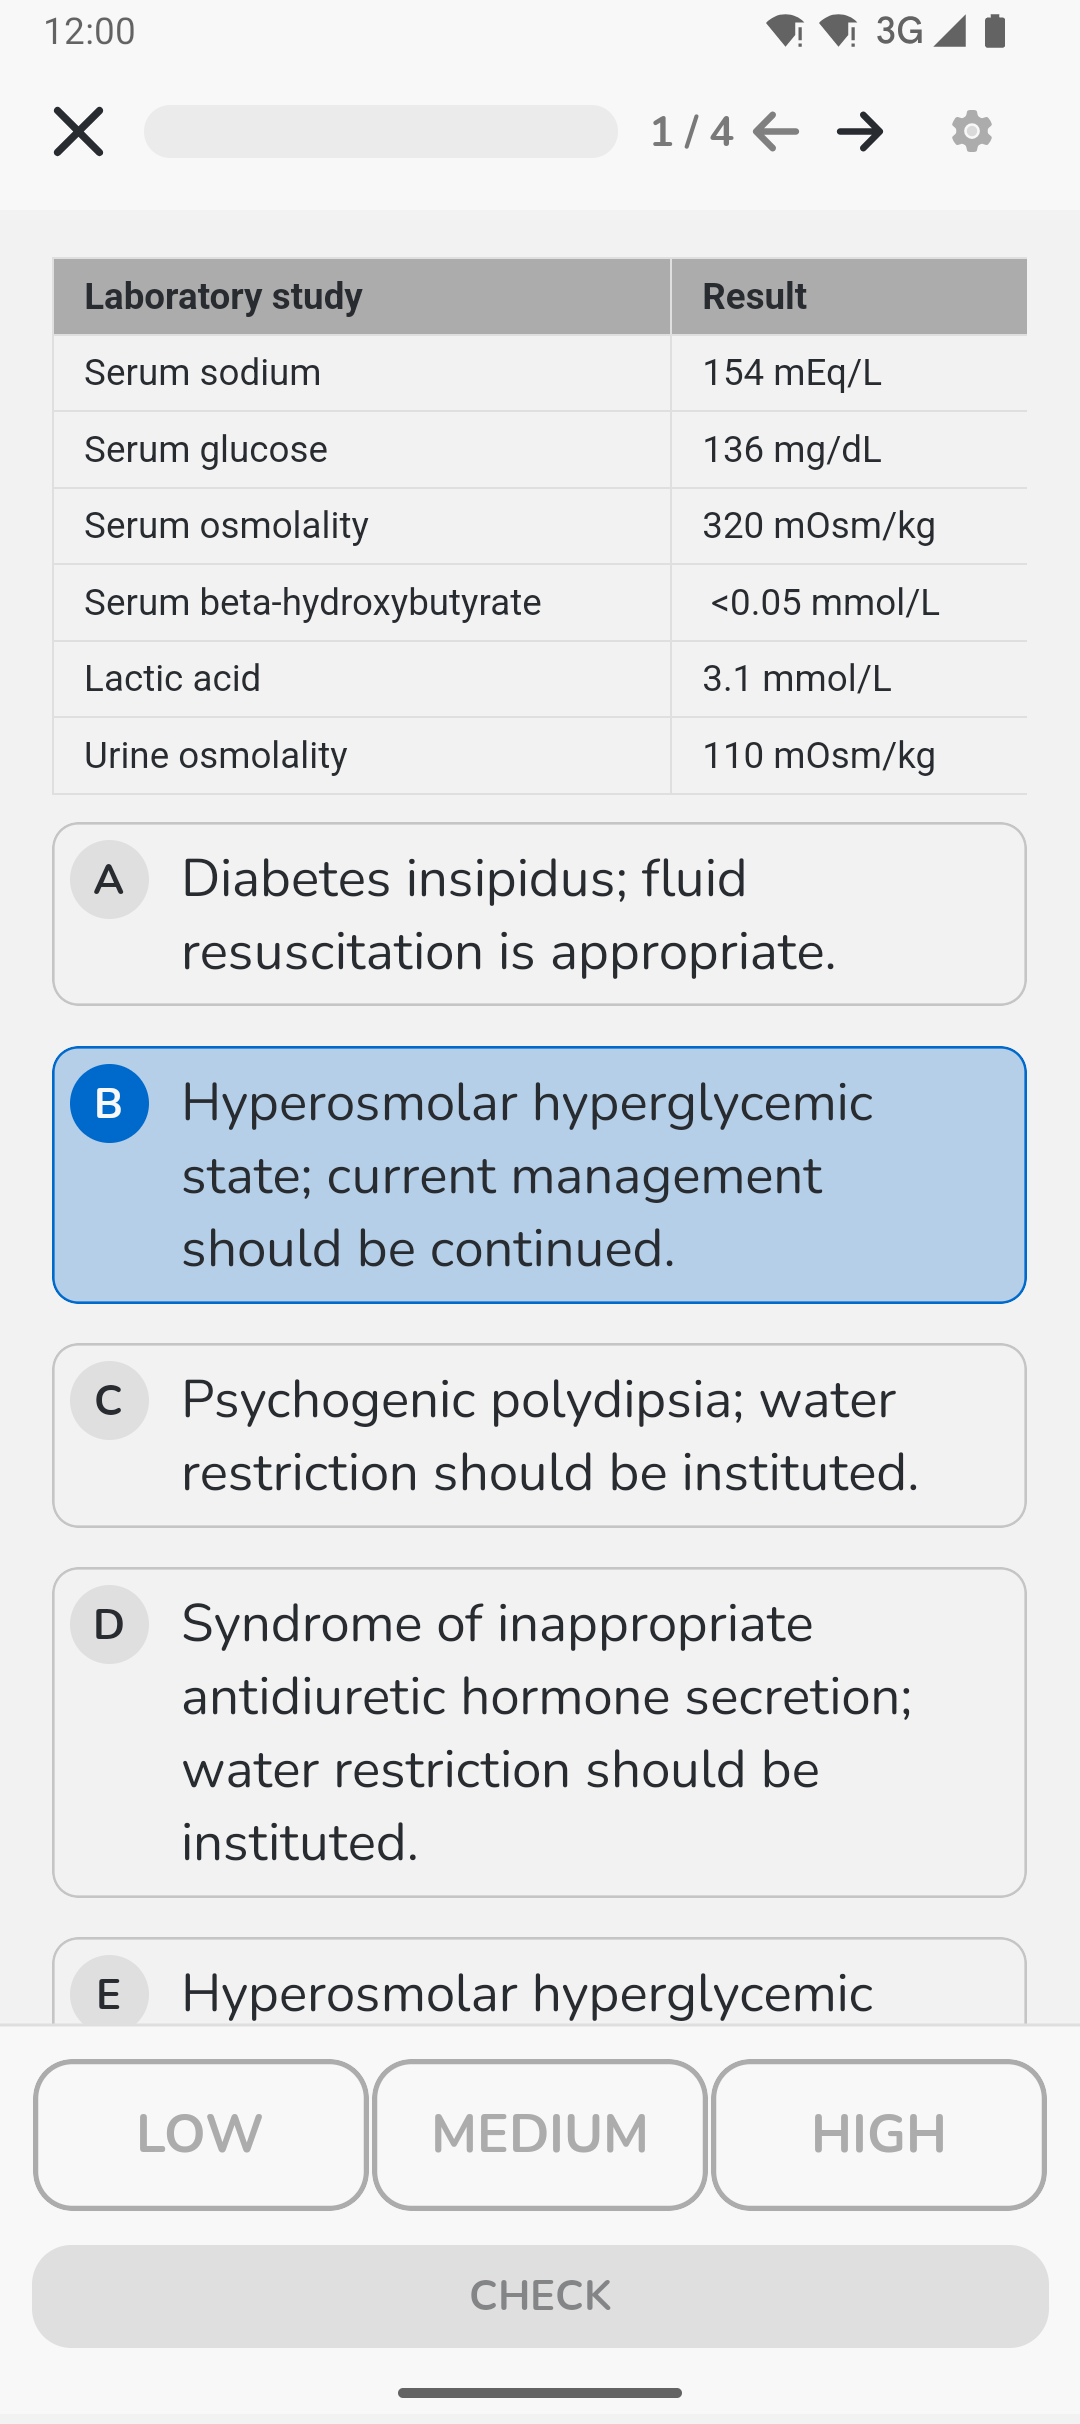 12:00
3G
1 / 4
Laboratory study Result
Serum sodium 154 mEq/L
Serum glucose 136 mg/dL
Serum osmolality 320 mOsm/kg
Serum beta-hydroxybutyrate <0.05 mmol/L
Lactic acid 3.1 mmol/L
Urine osmolality 110 mOsm/kg
A Diabetes insipidus; fluid
resuscitation is appropriate.
B Hyperosmolar hyperglycemic
state; current management
should be continued.
C Psychogenic polydipsia; water
restriction should be instituted.
D Syndrome of inappropriate
antidiuretic hormone secretion;
water restriction should be
instituted.
E Hyperosmolar hyperglycemic
LOW MEDIUM HIGH
CHECK